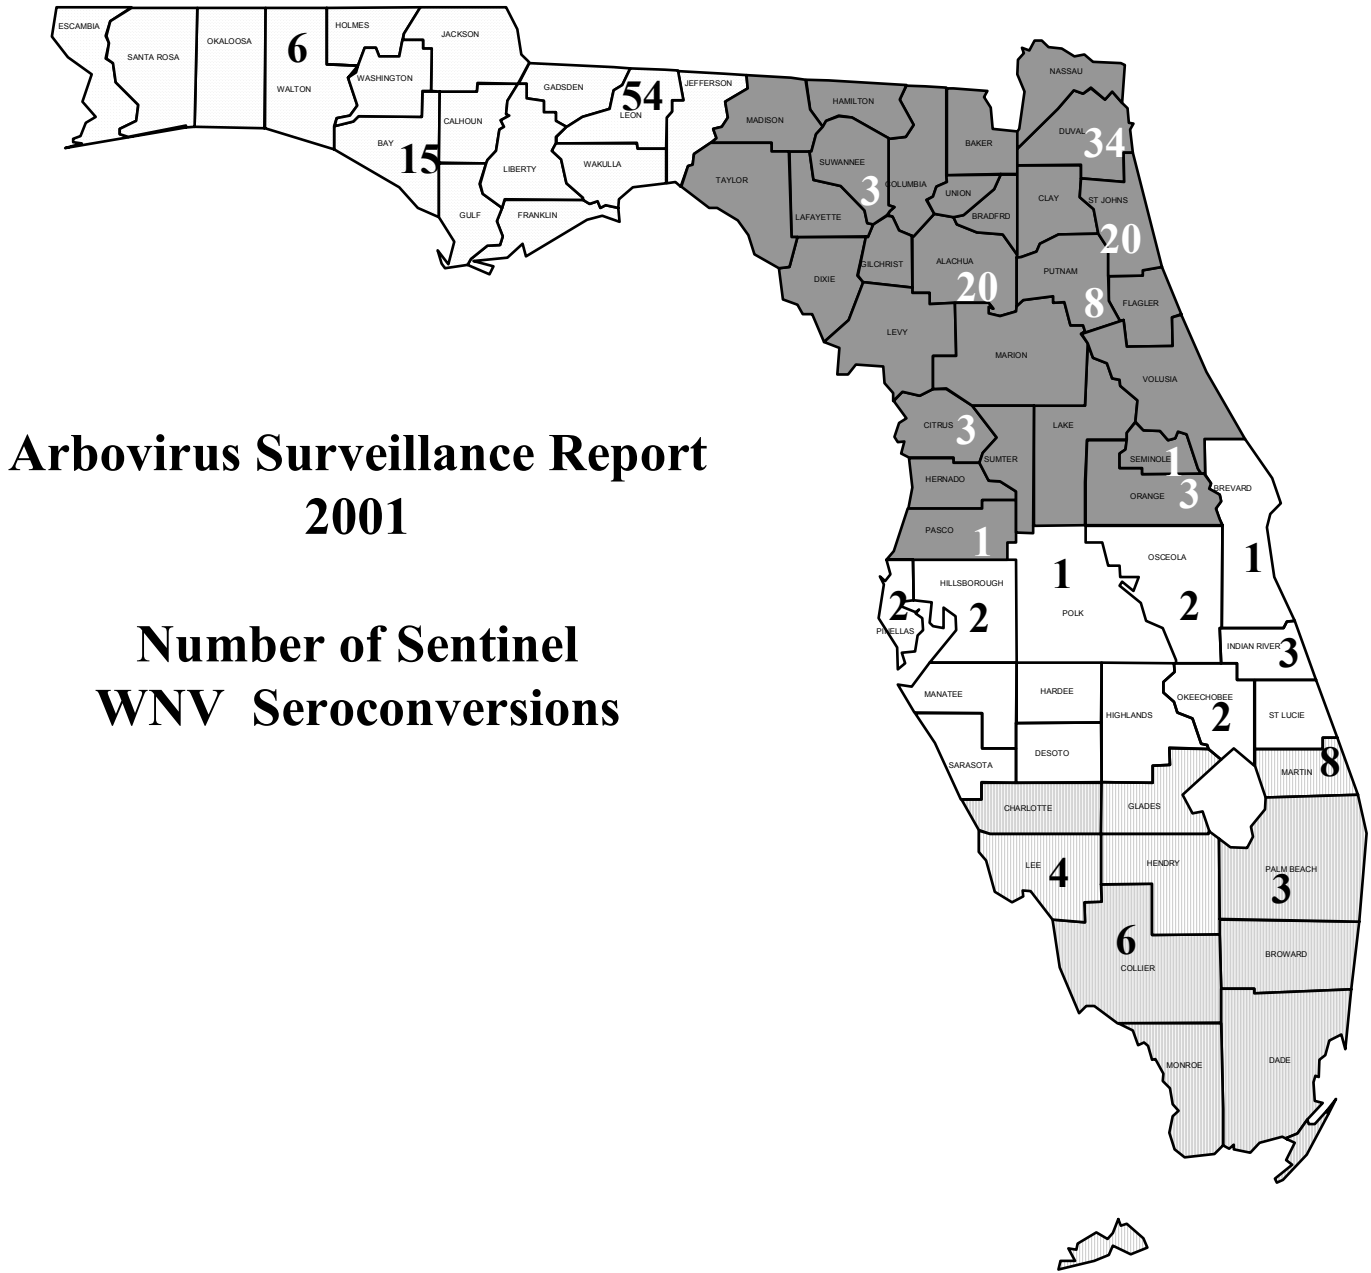 ESCAMBIA
SANTA ROSA
OKALOOSA
6
WALTON
HOLMES
WASHINGTON
JACKSON
BAY
15
CALHOUN
GULF
GADSDEN
LIBERTY
FRANKLIN
54
LEON
WAKULLA
JEFFERSON
MADISON
TAYLOR
HAMILTON
SUWANNEE
3
LAFAYETTE
COLUMBIA
DIXIE
GILCHRIST
BAKER
UNION
BRADFRD
NASSAU
DUVAL
34
CLAY
ST JOHNS
20
ALACHUA
20
PUTNAM
8
FLAGLER
LEVY
MARION
VOLUSIA
CITRUS
3
SUMTER
LAKE
SEMINOLE
1
ORANGE
3
HERNADO
PASCO
1
BREVARD
1
Arbovirus Surveillance Report
2001
Number of Sentinel
WNV Seroconversions
PINELLAS
2
HILLSBOROUGH
2
1
POLK
OSCEOLA
2
INDIAN RIVER
3
MANATEE
HARDEE
HIGHLANDS
OKEECHOBEE
2
ST LUCIE
SARASOTA
DESOTO
MARTIN
8
CHARLOTTE
GLADES
LEE
4
HENDRY
PALM BEACH
3
6
COLLIER
BROWARD
MONROE
DADE